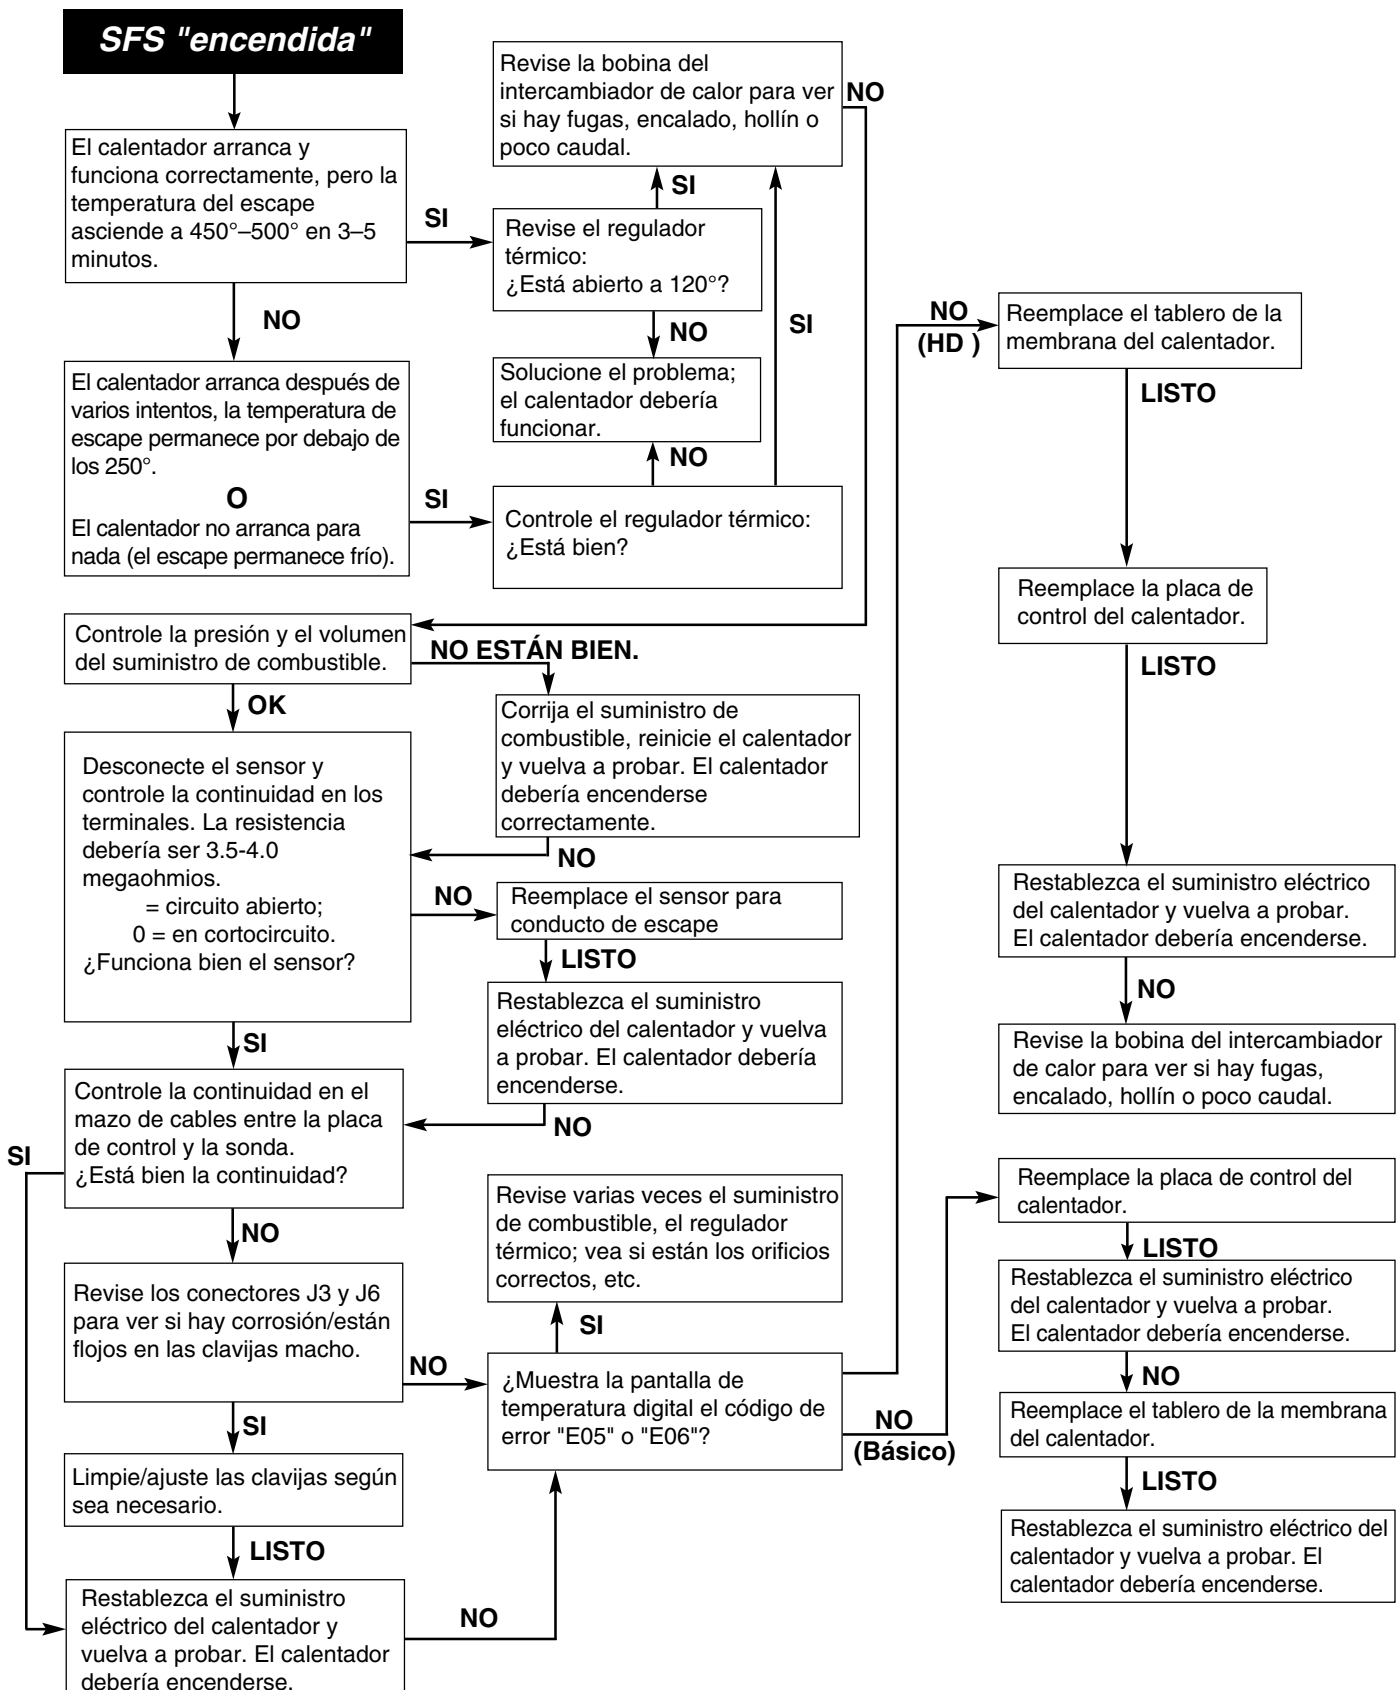 SFS "encendida"
El calentador arranca y
funciona correctamente, pero la
temperatura del escape
asciende a 450°–500° en 3–5
minutos.
SI
NO
Revise la bobina del
intercambiador de calor para ver
si hay fugas, encalado, hollín o
poco caudal.
NO
SI
Revise el regulador
térmico:
¿Está abierto a 120°?
NO
SI
Solucione el problema;
el calentador debería
funcionar.
NO
El calentador arranca después de
varios intentos, la temperatura de
escape permanece por debajo de
los 250°.
O
El calentador no arranca para
nada (el escape permanece frío).
SI
Controle el regulador térmico:
¿Está bien?
Controle la presión y el volumen
del suministro de combustible.
NO ESTÁN BIEN.
OK
Corrija el suministro de
combustible, reinicie el calentador
y vuelva a probar. El calentador
debería encenderse
correctamente.
NO
Desconecte el sensor y
controle la continuidad en los
terminales. La resistencia
debería ser 3.5-4.0
megaohmios.
= circuito abierto;
0 = en cortocircuito.
¿Funciona bien el sensor?
NO
Reemplace el sensor para
conducto de escape
LISTO
Restablezca el suministro
eléctrico del calentador y vuelva
a probar. El calentador debería
encenderse.
NO
SI
Controle la continuidad en el
mazo de cables entre la placa
de control y la sonda.
¿Está bien la continuidad?
SI
NO
Revise los conectores J3 y J6
para ver si hay corrosión/están
flojos en las clavijas macho.
NO
SI
Limpie/ajuste las clavijas según
sea necesario.
LISTO
Restablezca el suministro
eléctrico del calentador y
vuelva a probar. El calentador
debería encenderse.
NO
Revise varias veces el suministro
de combustible, el regulador
térmico; vea si están los orificios
correctos, etc.
SI
¿Muestra la pantalla de
temperatura digital el código de
error "E05" o "E06"?
NO
(HD )
Reemplace el tablero de la
membrana del calentador.
LISTO
Reemplace la placa de
control del calentador.
LISTO
Restablezca el suministro eléctrico
del calentador y vuelva a probar.
El calentador debería encenderse.
NO
Revise la bobina del intercambiador
de calor para ver si hay fugas,
encalado, hollín o poco caudal.
NO
(Básico)
Reemplace la placa de control del
calentador.
LISTO
Restablezca el suministro eléctrico
del calentador y vuelva a probar.
El calentador debería encenderse.
NO
Reemplace el tablero de la membrana
del calentador.
LISTO
Restablezca el suministro eléctrico del
calentador y vuelva a probar. El
calentador debería encenderse.